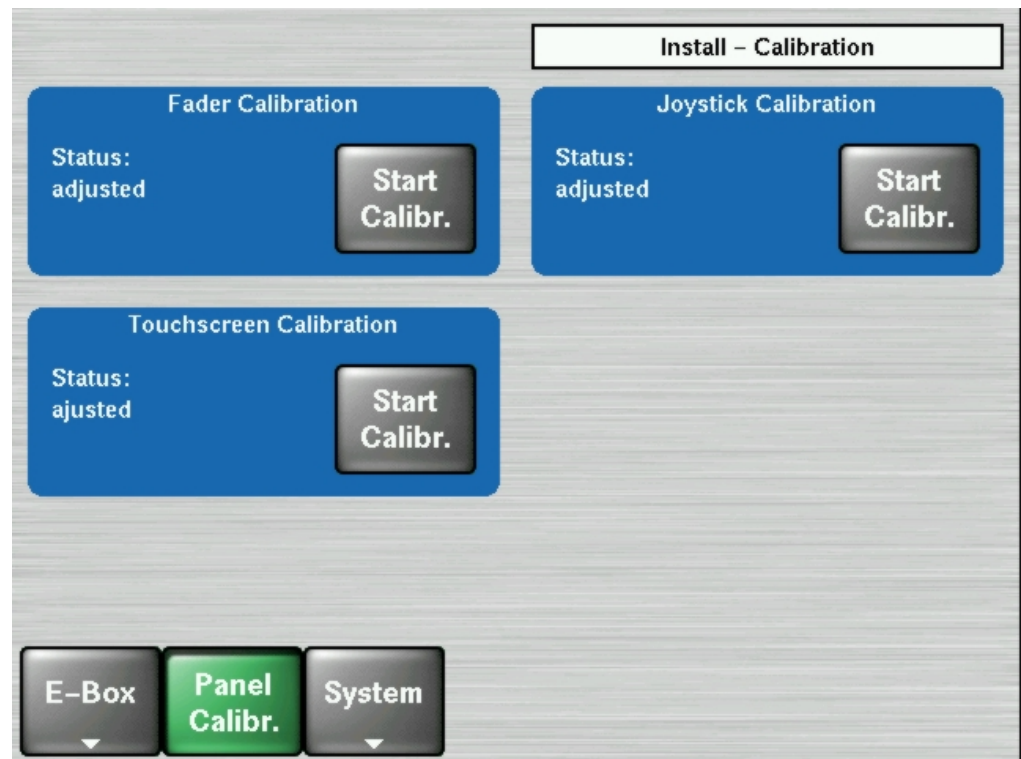 Install – Calibration
Fader Calibration
Status:
adjusted
Start
Calibr.
Joystick Calibration
Status:
adjusted
Start
Calibr.
Touchscreen Calibration
Status:
ajusted
Start
Calibr.
E–Box
Panel
Calibr.
System